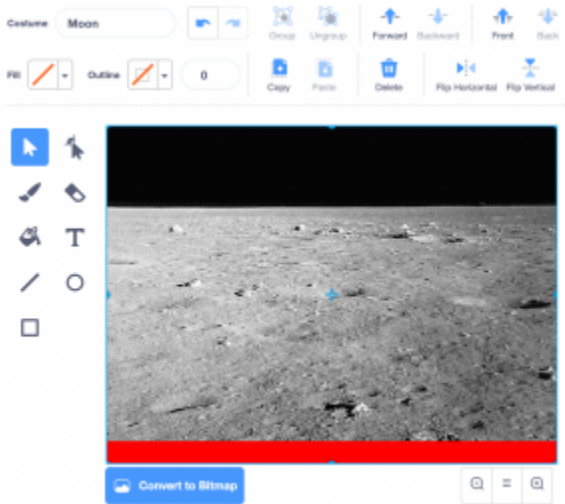 Costume Moon Group Ungroup Forward Backward Front Back
Fill Outline 0 Copy Paste Delete Flip Horizontal Flip Vertical
T
Convert to Bitmap =